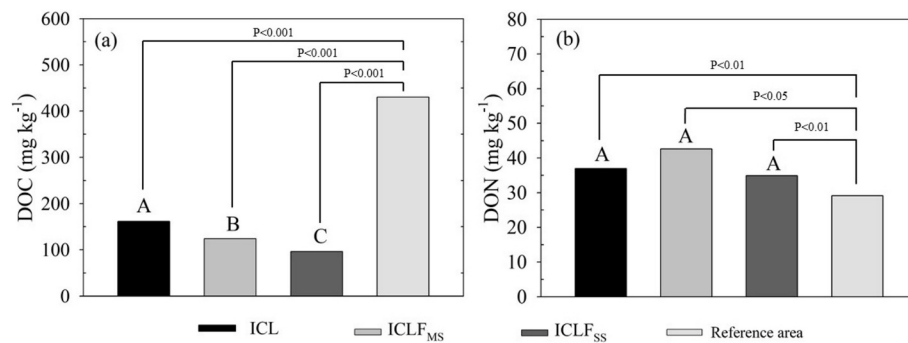 (a)
P<0.001
P<0.001
P<0.001
DOC (mg kg⁻¹)
600
500
400
300
200
100
0
A
B
C
(b)
P<0.01
P<0.05
P<0.01
DON (mg kg⁻¹)
80
70
60
50
40
30
20
10
0
A
A
A
ICL ICLF_MS ICLF_SS Reference area